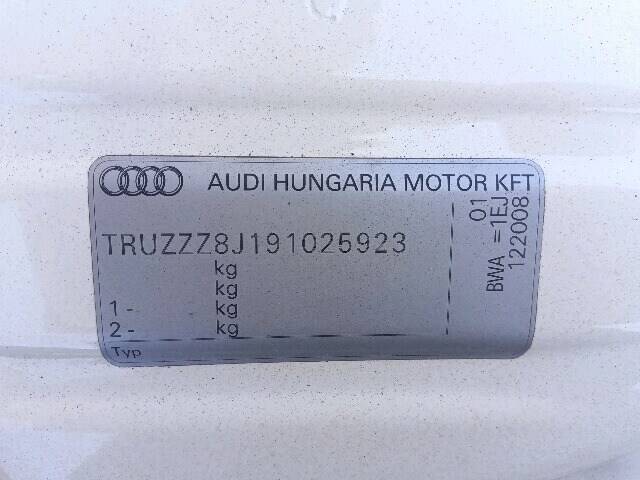 AUDI HUNGARIA MOTOR KFT
TRUZZZ8J191025923
kg
kg
1 - kg
2 - kg
Typ
01
BWA =1EJ
122008